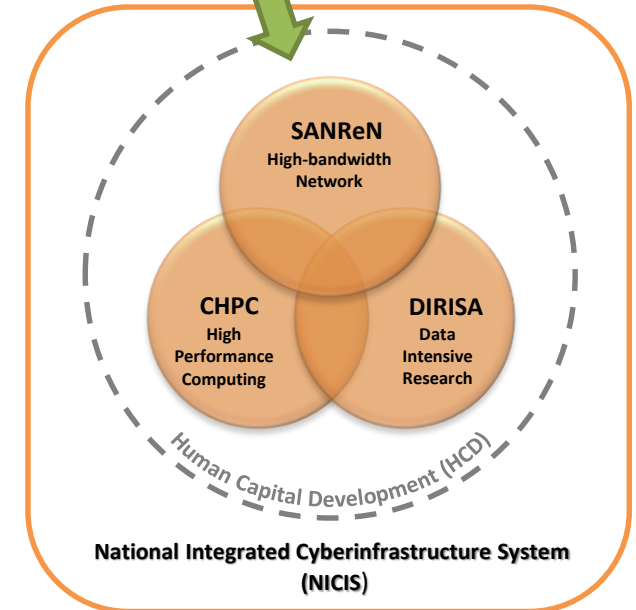 SANReN
High-bandwidth
Network
CHPC
High
Performance
Computing
DIRISA
Data
Intensive
Research
Human Capital Development (HCD)
National Integrated Cyberinfrastructure System
(NICIS)